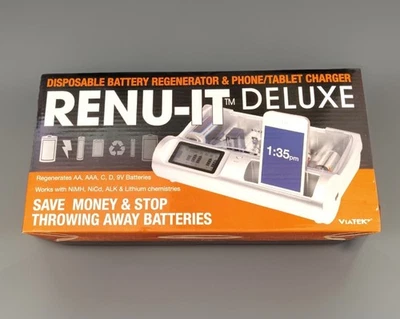 DISPOSABLE BATTERY REGENERATOR & PHONE/TABLET CHARGER
RENU-IT™ DELUXE
1:35pm
Regenerates AA, AAA, C, D, 9V Batteries
Works with NiMH, NiCd, ALK & Lithium chemistries
SAVE MONEY & STOP
THROWING AWAY BATTERIES
VIATEK